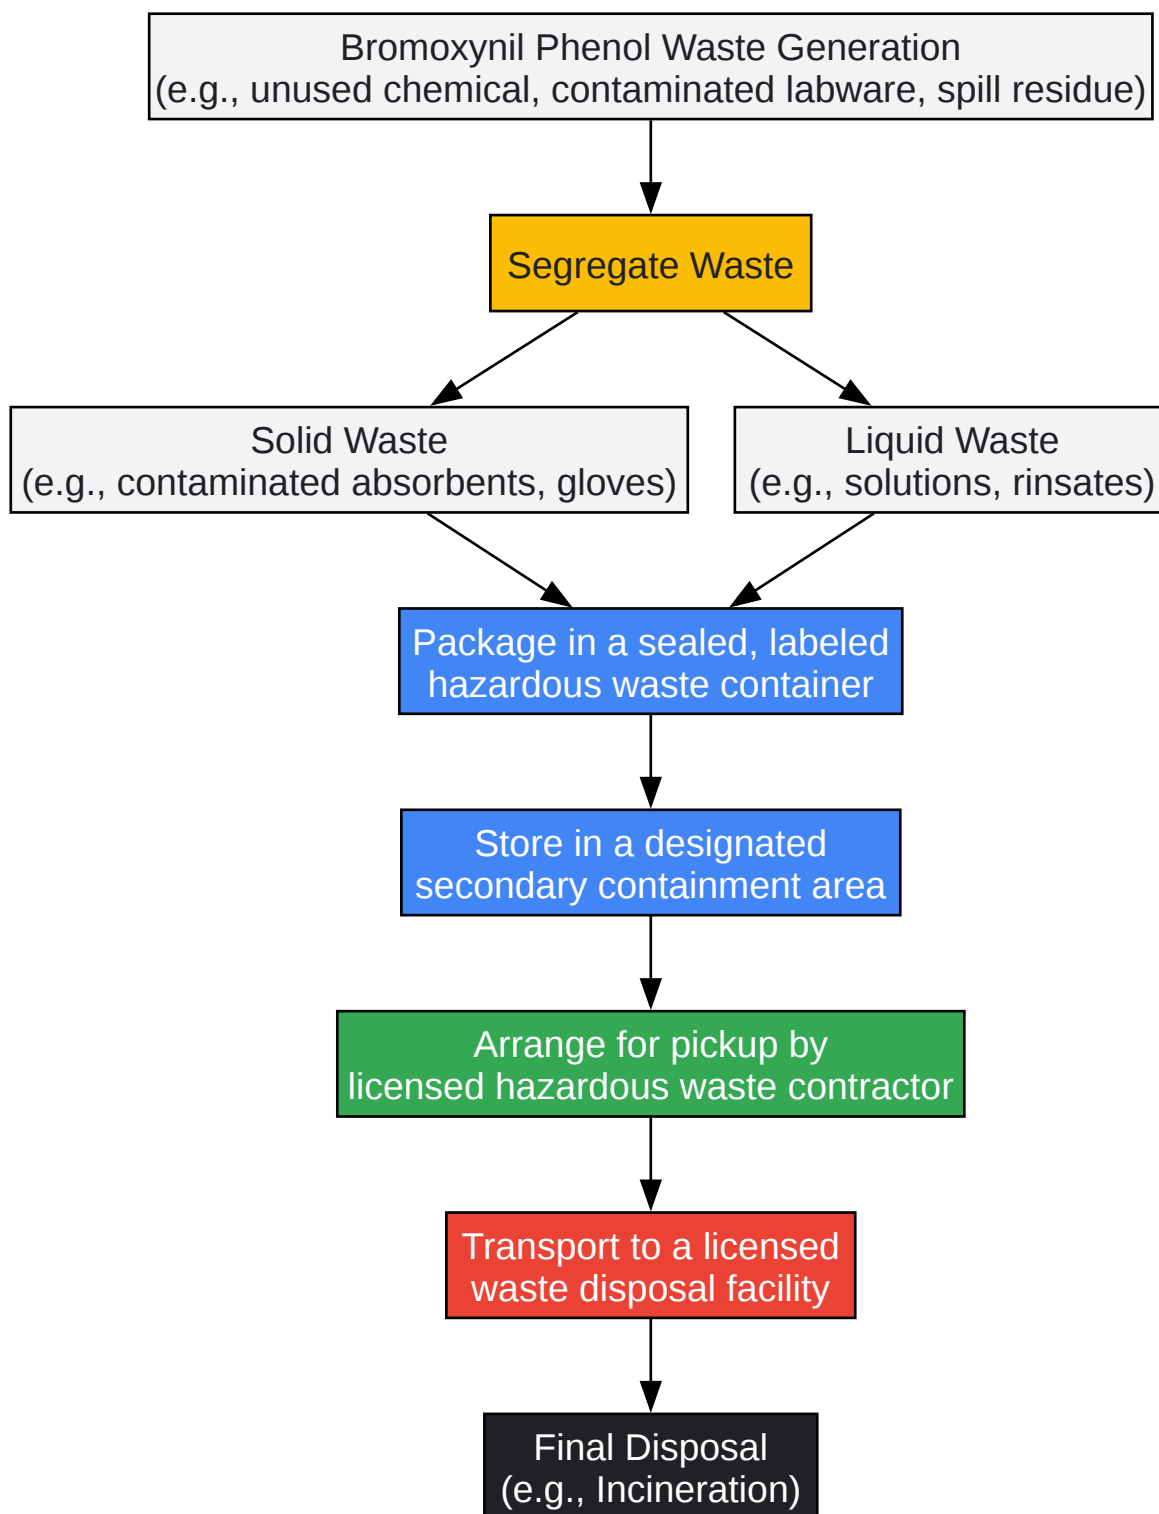 Bromoxynil Phenol Waste Generation
(e.g., unused chemical, contaminated labware, spill residue)
Segregate Waste
Solid Waste
(e.g., contaminated absorbents, gloves)
Liquid Waste
(e.g., solutions, rinsates)
Package in a sealed, labeled
hazardous waste container
Store in a designated
secondary containment area
Arrange for pickup by
licensed hazardous waste contractor
Transport to a licensed
waste disposal facility
Final Disposal
(e.g., Incineration)